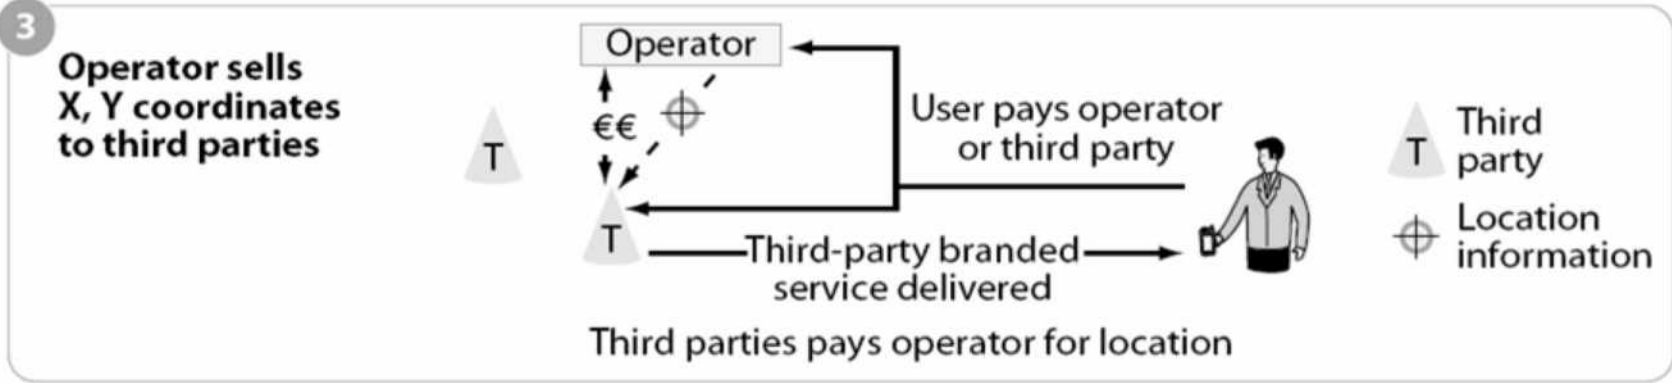 3
Operator sells
X, Y coordinates
to third parties
T
Operator
€€
T
User pays operator
or third party
Third-party branded
service delivered
Third parties pays operator for location
T
Third
party
Location
information